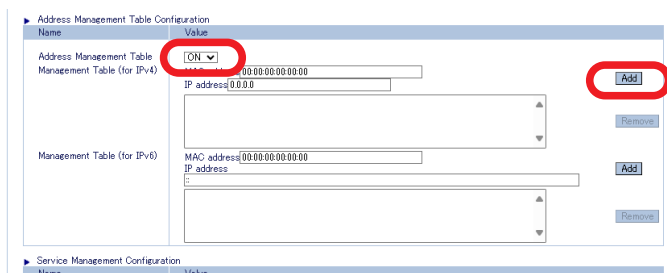 Address Management Table Configuration
Name Value
Address Management Table ON
Management Table (for IPv4) MAC address 00:00:00:00:00:00
Add
IP address 0.0.0.0
Remove
Management Table (for IPv6) MAC address 00:00:00:00:00:00
IP address
Add
::
Remove
Service Management Configuration
Name Value